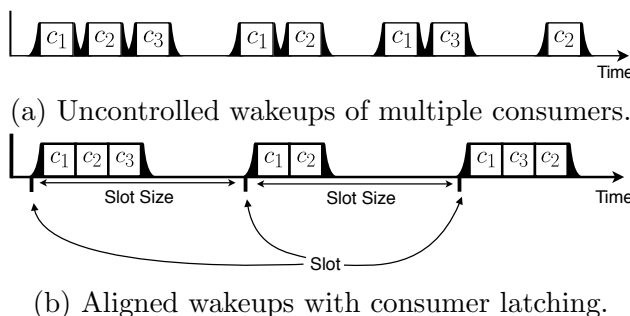 c1 c2 c3 c1 c2 c1 c3 c2
Time
(a) Uncontrolled wakeups of multiple consumers.
c1 c2 c3 c1 c2 c1 c3 c2
Slot Size Slot Size Time
Slot
(b) Aligned wakeups with consumer latching.